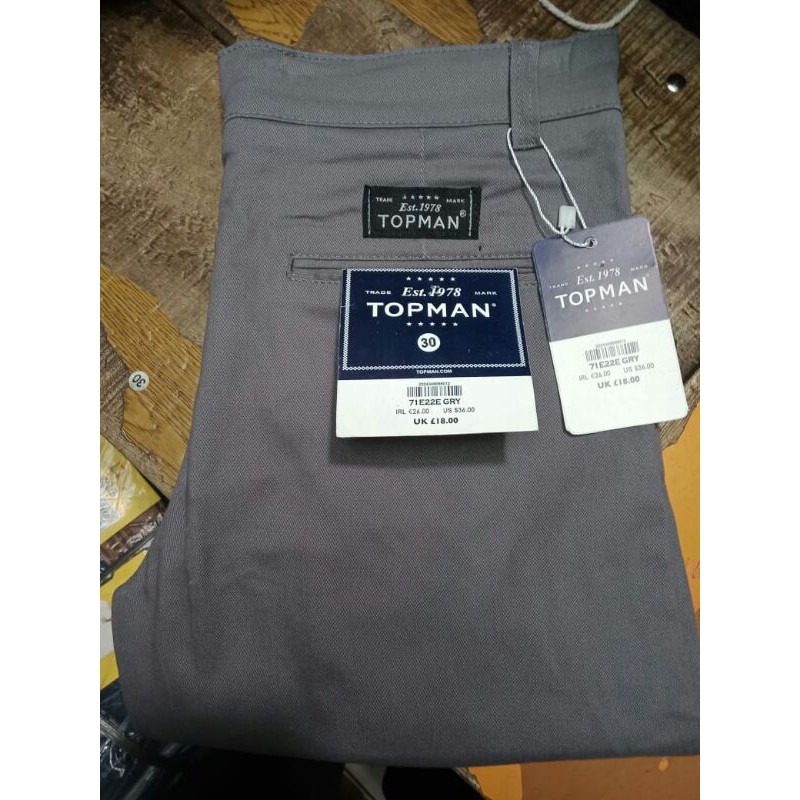 TRADE MARK
Est.1978
TOPMAN®
TRADE MARK
Est. 1978
TOPMAN®
30
TOPMAN.COM
71E22E GRY
IRL €26.00 US $36.00
UK £18.00
TRADE MARK
Est. 1978
TOPMAN®
71E22E GRY
IRL €26.00 US $36.00
UK £18.00
30